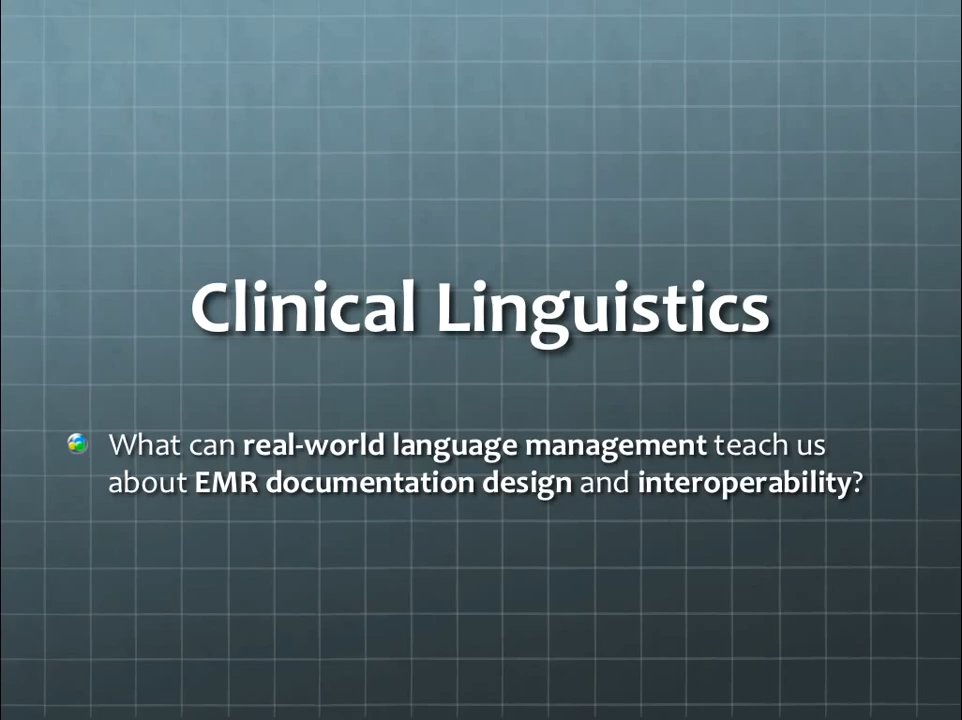 Clinical Linguistics
What can real-world language management teach us
about EMR documentation design and interoperability?